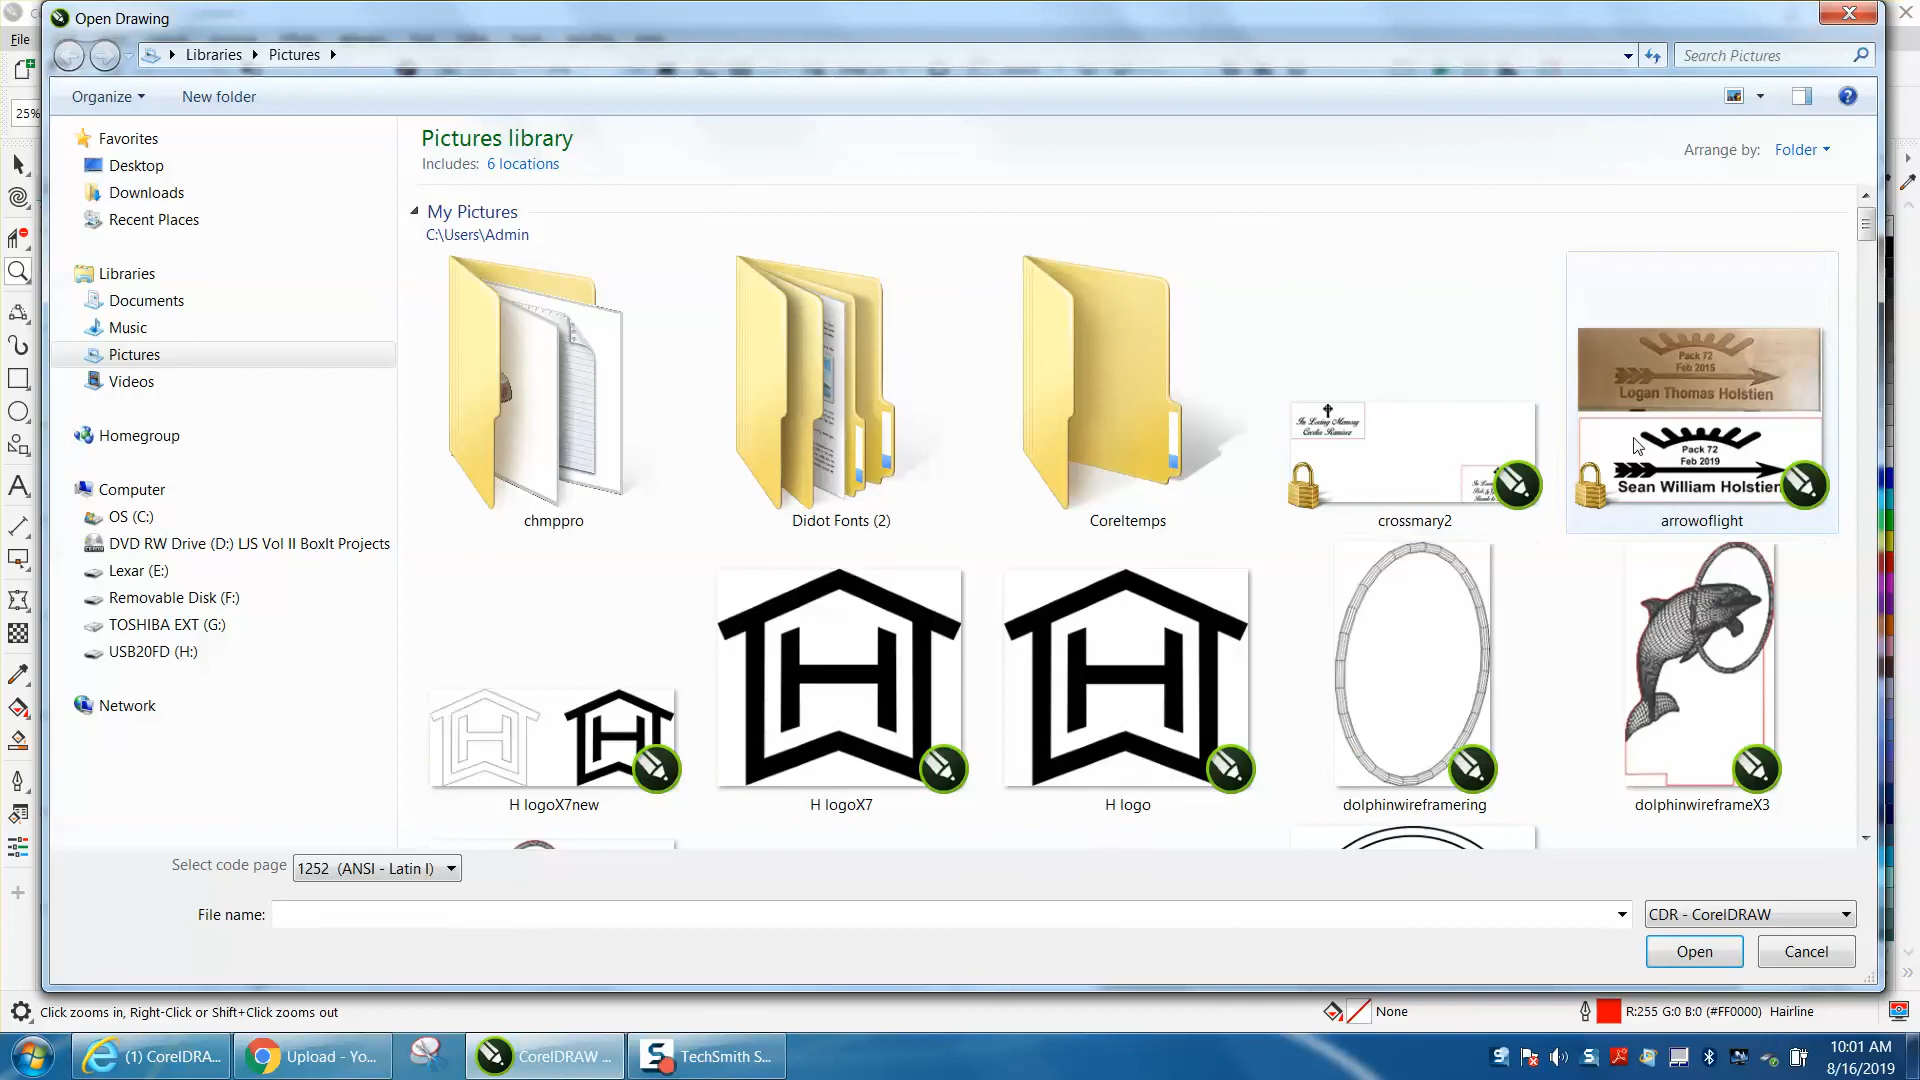 Open Drawing
File
Libraries
Pictures
Search Pictures
Organize
New folder
25%
Favorites
Desktop
Downloads
Recent Places
Libraries
Documents
Music
Pictures
Videos
Homegroup
Computer
OS (C:)
DVD RW Drive (D:) LJS Vol II BoxIt Projects
Lexar (E:)
Removable Disk (F:)
TOSHIBA EXT (G:)
USB20FD (H:)
Network
Pictures library
Includes: 6 locations
Arrange by: Folder
My Pictures
C:\Users\Admin
In Loving Memory
Cecilia Ramirez
Pack 72
Feb 2015
Logan Thomas Holstien
Pack 72
Feb 2019
Sean William Holstien
chmppro
Didot Fonts (2)
Coreltemps
crossmary2
arrowoflight
H
H
H
H
H logoX7new
H logoX7
H logo
dolphinwireframering
dolphinwireframeX3
Select code page
1252 (ANSI - Latin I)
File name:
CDR - CorelDRAW
Open
Cancel
Click zooms in, Right-Click or Shift+Click zooms out
None
R:255 G:0 B:0 (#FF0000) Hairline
(1) CorelDRA...
Upload - Yo...
CorelDRAW ...
TechSmith S...
10:01 AM
8/16/2019